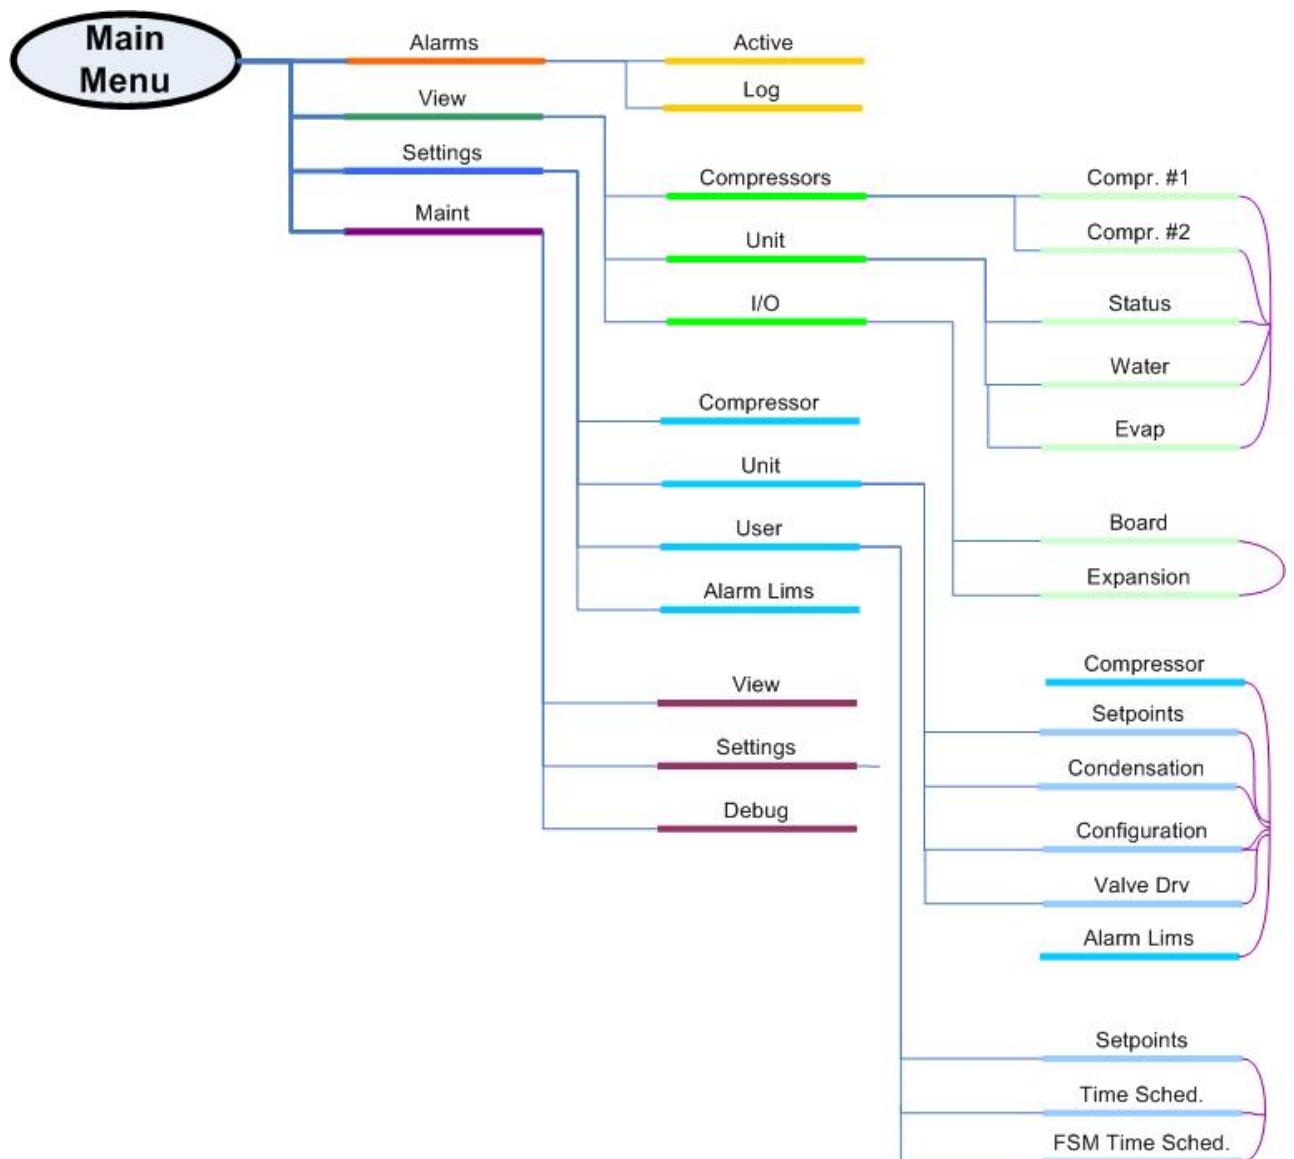 Main
Menu
Alarms
Active
Log
View
Settings
Maint
Compressors
Compr. #1
Compr. #2
Unit
Status
I/O
Water
Evap
Compressor
Unit
User
Alarm Lims
Board
Expansion
View
Settings
Debug
Compressor
Setpoints
Condensation
Configuration
Valve Drv
Alarm Lims
Setpoints
Time Sched.
FSM Time Sched.